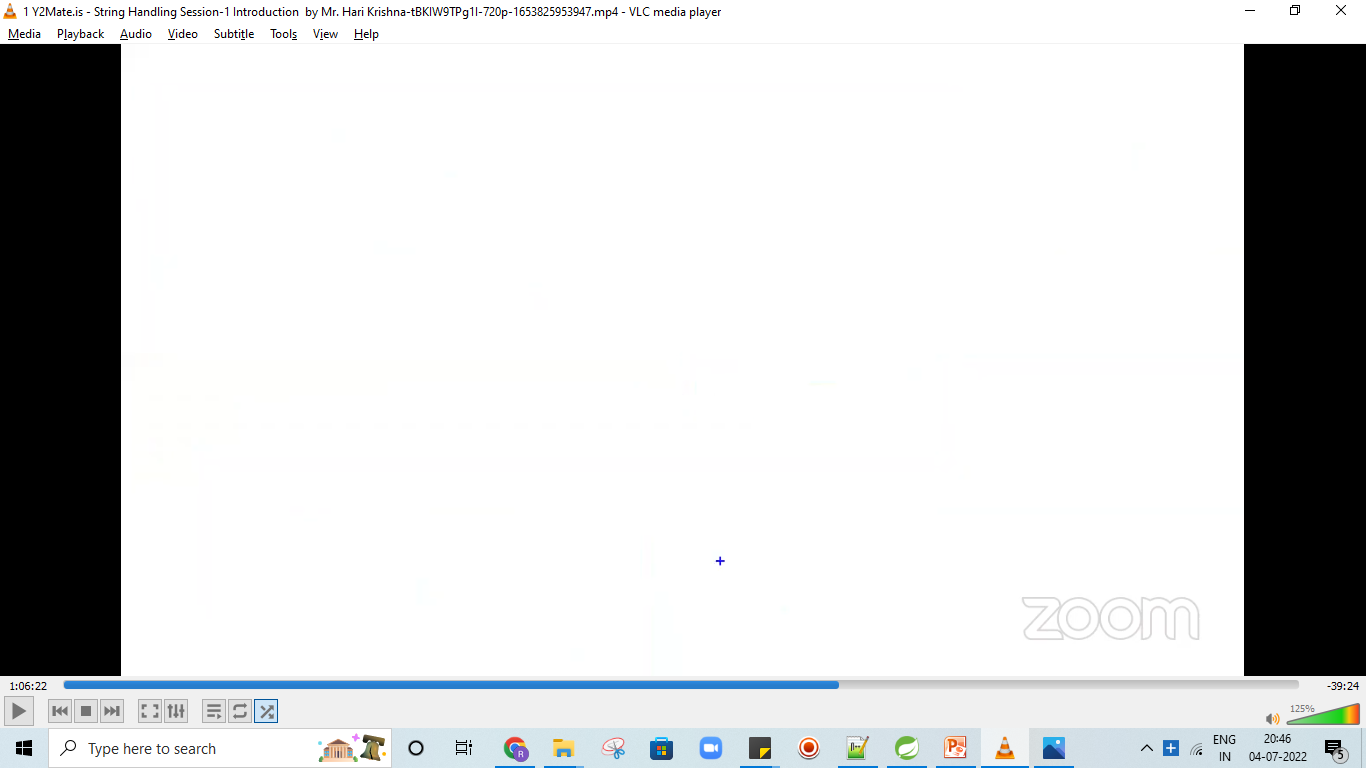 1 Y2Mate.is - String Handling Session-1 Introduction  by Mr. Hari Krishna-tBKlW9TPg1I-720p-1653825953947.mp4 - VLC media player
Media Playback Audio Video Subtitle Tools View Help
zoom
1:06:22
-39:24
125%
Type here to search
R
ENG
IN
20:46
04-07-2022
5